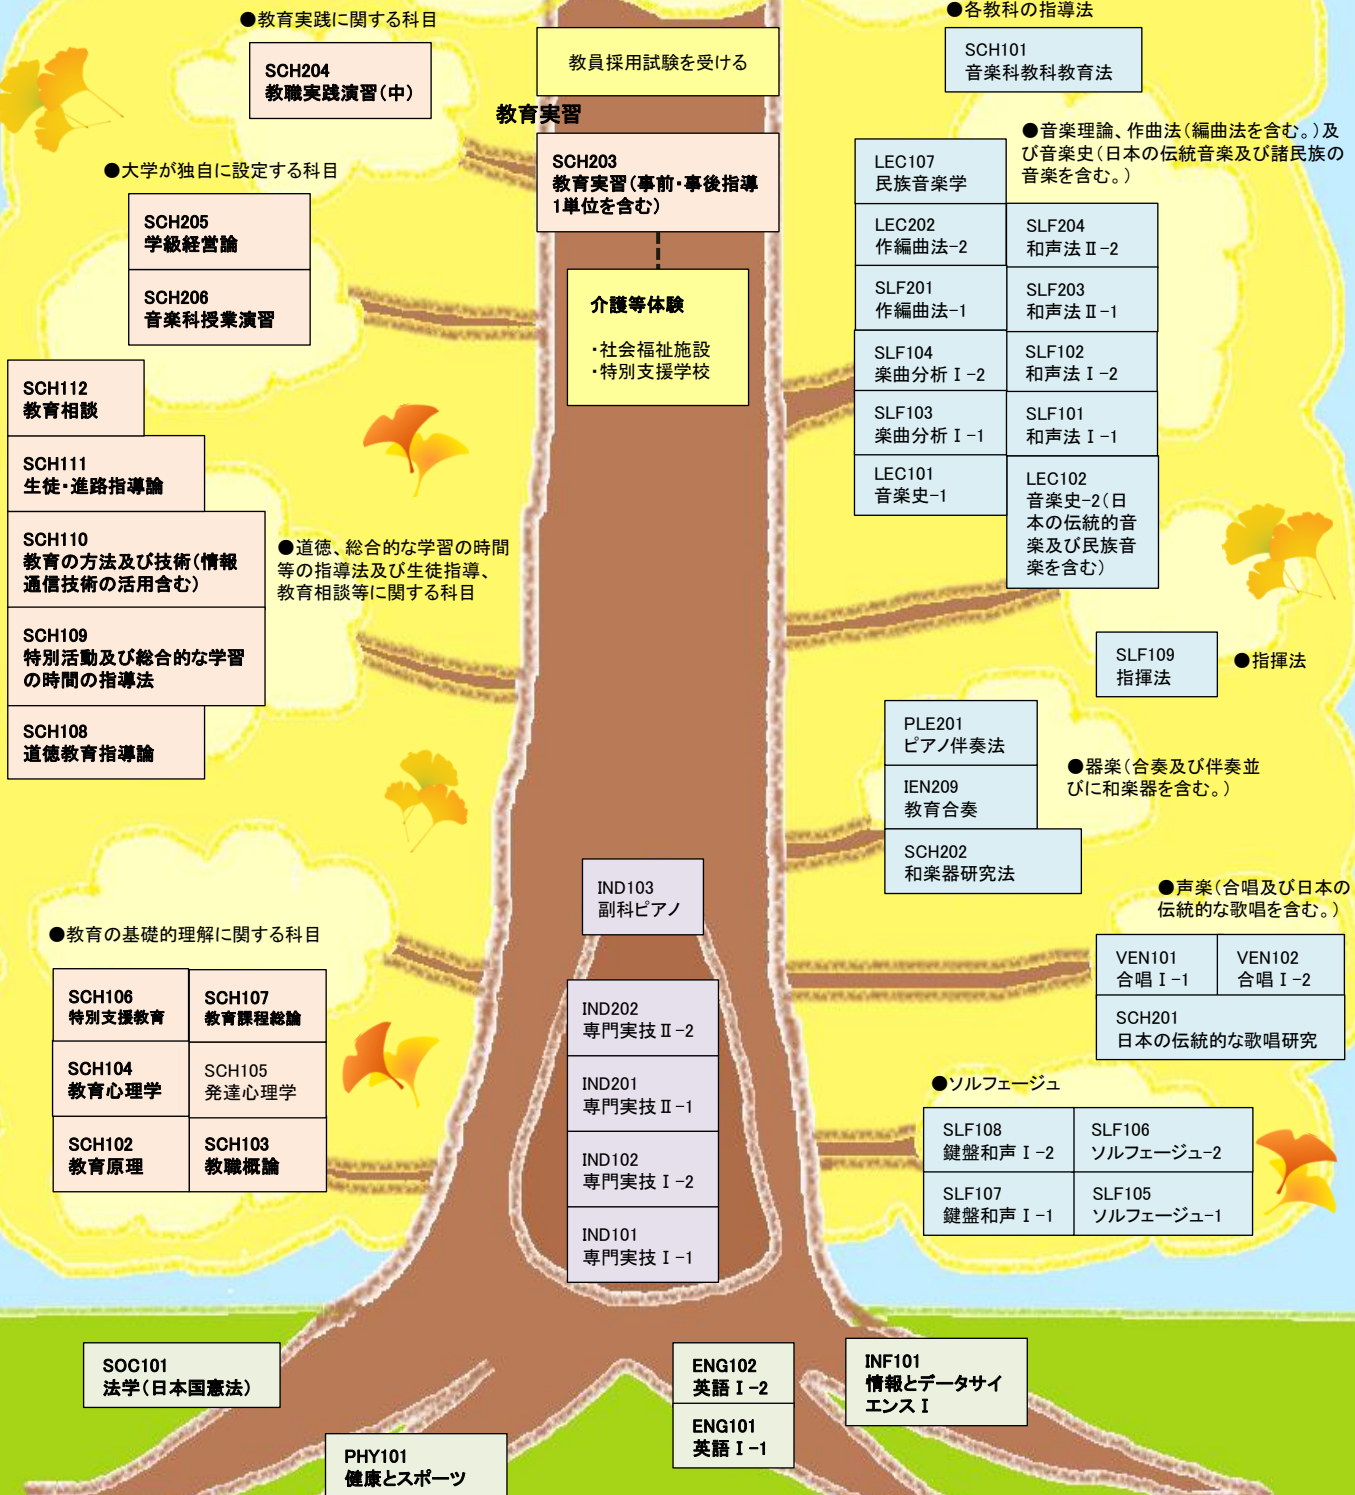 ●教育実践に関する科目
SCH204
教職実践演習(中)
●大学が独自に設定する科目
SCH205
学級経営論
SCH206
音楽科授業演習
SCH112
教育相談
SCH111
生徒・進路指導論
SCH110
教育の方法及び技術(情報
通信技術の活用含む)
SCH109
特別活動及び総合的な学習
の時間の指導法
SCH108
道徳教育指導論
●道徳、総合的な学習の時間
等の指導法及び生徒指導、
教育相談等に関する科目
●教育の基礎的理解に関する科目
SCH106
特別支援教育
SCH107
教育課程総論
SCH104
教育心理学
SCH105
発達心理学
SCH102
教育原理
SCH103
教職概論
教員採用試験を受ける
教育実習
SCH203
教育実習(事前・事後指導
1単位を含む)
介護等体験
・社会福祉施設
・特別支援学校
IND103
副科ピアノ
IND202
専門実技Ⅱ-2
IND201
専門実技Ⅱ-1
IND102
専門実技Ⅰ-2
IND101
専門実技Ⅰ-1
●各教科の指導法
SCH101
音楽科教科教育法
●音楽理論、作曲法(編曲法を含む。)及
び音楽史(日本の伝統音楽及び諸民族の
音楽を含む。)
LEC107
民族音楽学
LEC202
作編曲法-2
SLF204
和声法Ⅱ-2
SLF201
作編曲法-1
SLF203
和声法Ⅱ-1
SLF104
楽曲分析Ⅰ-2
SLF102
和声法Ⅰ-2
SLF103
楽曲分析Ⅰ-1
SLF101
和声法Ⅰ-1
LEC101
音楽史-1
LEC102
音楽史-2(日
本の伝統的音
楽及び民族音
楽を含む)
SLF109
指揮法
●指揮法
PLE201
ピアノ伴奏法
IEN209
教育合奏
SCH202
和楽器研究法
●器楽(合奏及び伴奏並
びに和楽器を含む。)
●声楽(合唱及び日本の
伝統的な歌唱を含む。)
VEN101
合唱Ⅰ-1
VEN102
合唱Ⅰ-2
SCH201
日本の伝統的な歌唱研究
●ソルフェージュ
SLF108
鍵盤和声Ⅰ-2
SLF106
ソルフェージュ-2
SLF107
鍵盤和声Ⅰ-1
SLF105
ソルフェージュ-1
SOC101
法学(日本国憲法)
PHY101
健康とスポーツ
ENG102
英語Ⅰ-2
ENG101
英語Ⅰ-1
INF101
情報とデータサイ
エンスⅠ